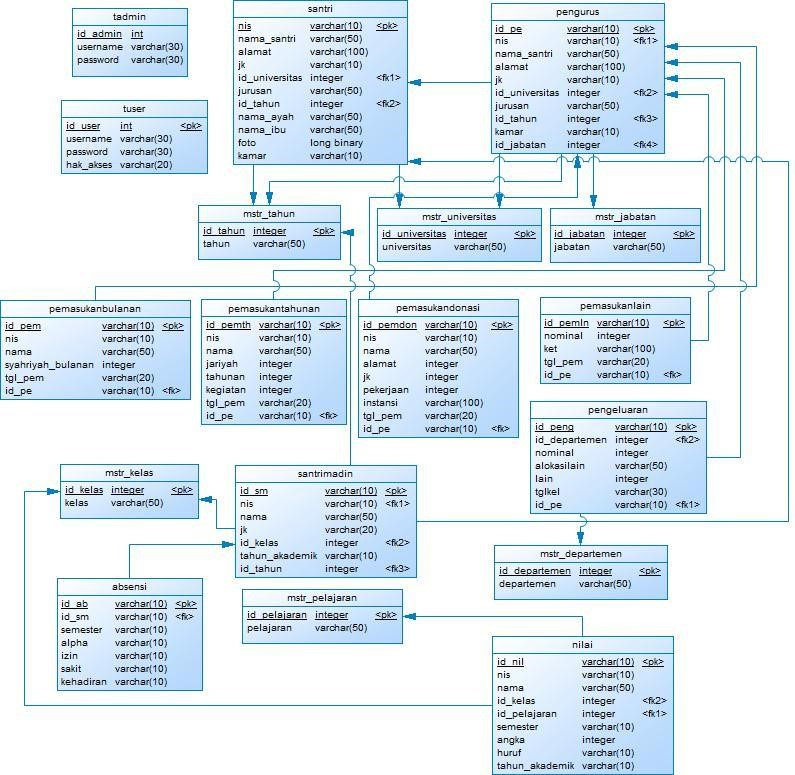 tadmin
id_admin int
username varchar(30)
password varchar(30)
santri
nis varchar(10) <pk>
nama_santri varchar(50)
alamat varchar(100)
jk varchar(10)
id_universitas integer <fk1>
jurusan varchar(50)
id_tahun integer <fk2>
nama_ayah varchar(50)
nama_ibu varchar(50)
foto long binary
kamar varchar(10)
pengurus
id_pe varchar(10) <pk>
nis varchar(10) <fk1>
nama_santri varchar(50)
alamat varchar(100)
jk varchar(10)
id_universitas integer <fk2>
jurusan varchar(50)
id_tahun integer <fk3>
kamar varchar(10)
id_jabatan integer <fk4>
tuser
id_user int <pk>
username varchar(30)
password varchar(30)
hak_akses varchar(20)
mstr_tahun
id_tahun integer <pk>
tahun varchar(50)
mstr_universitas
id_universitas integer <pk>
universitas varchar(50)
mstr_jabatan
id_jabatan integer <pk>
jabatan varchar(50)
pemasukanbulanan
id_pem varchar(10) <pk>
nis varchar(10)
nama varchar(50)
syahriyah_bulanan integer
tgl_pem varchar(20)
id_pe varchar(10) <fk>
pemasukantahunan
id_pemth varchar(10) <pk>
nis varchar(10)
nama varchar(50)
jariyah integer
tahunan integer
kegiatan integer
tgl_pem varchar(20)
id_pe varchar(10) <fk>
pemasukandonasi
id_pemdon varchar(10) <pk>
nis varchar(10)
nama varchar(50)
alamat integer
jk integer
pekerjaan integer
instansi varchar(100)
tgl_pem varchar(20)
id_pe varchar(10) <fk>
pemasukanlain
id_pemln varchar(10) <pk>
nominal integer
ket varchar(100)
tgl_pem varchar(20)
id_pe varchar(10) <fk>
pengeluaran
id_peng varchar(10) <pk>
id_departemen integer <fk2>
nominal integer
alokasilain varchar(50)
lain integer
tglkel varchar(30)
id_pe varchar(10) <fk1>
mstr_kelas
id_kelas integer <pk>
kelas varchar(50)
santrimadin
id_sm varchar(10) <pk>
nis varchar(10) <fk1>
nama varchar(50)
jk varchar(20)
id_kelas integer <fk2>
tahun_akademik varchar(10)
id_tahun integer <fk3>
mstr_departemen
id_departemen integer <pk>
departemen varchar(50)
absensi
id_ab varchar(10) <pk>
id_sm varchar(10) <fk>
semester varchar(10)
alpha varchar(10)
izin varchar(10)
sakit varchar(10)
kehadiran varchar(10)
mstr_pelajaran
id_pelajaran integer <pk>
pelajaran varchar(50)
nilai
id_nil varchar(10) <pk>
nis varchar(10)
nama varchar(50)
id_kelas integer <fk2>
id_pelajaran integer <fk1>
semester varchar(10)
angka integer
huruf varchar(10)
tahun_akademik varchar(10)